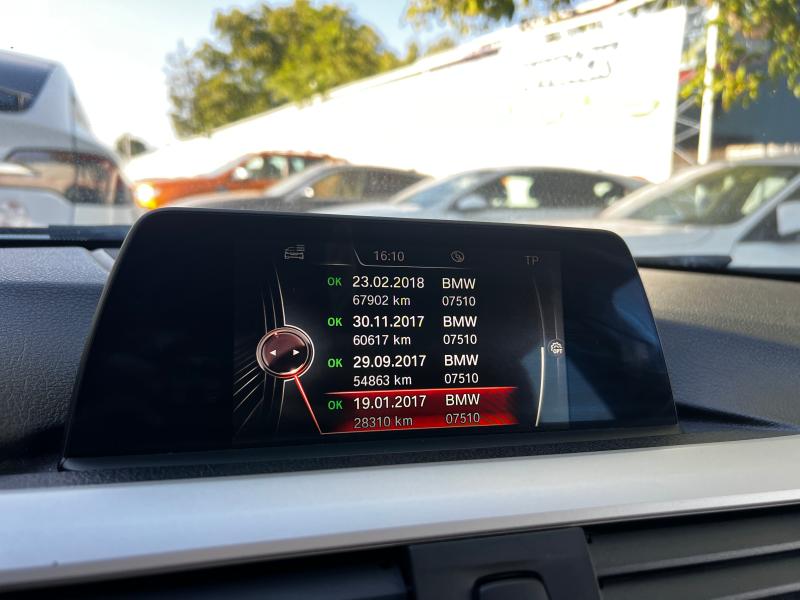 16:10
TP
OK 23.02.2018 BMW
67902 km 07510
OK 30.11.2017 BMW
60617 km 07510
OK 29.09.2017 BMW
54863 km 07510
OPT
OK 19.01.2017 BMW
28310 km 07510